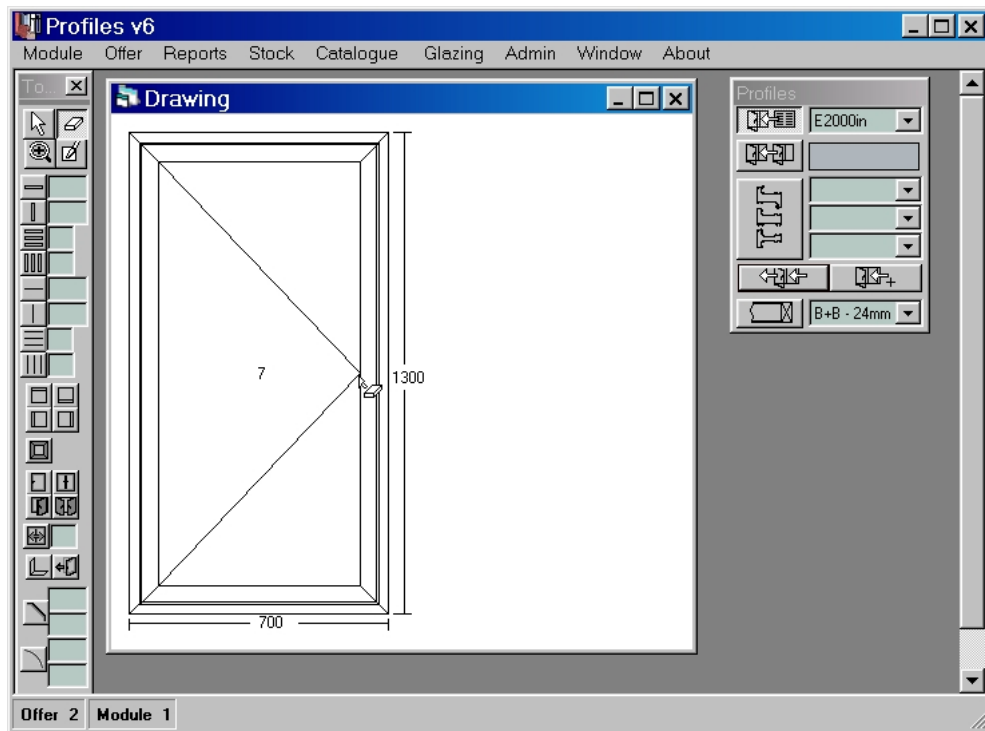 Profiles v6
Module Offer Reports Stock Catalogue Glazing Admin Window About
To...
Drawing
Profiles
E2000in
7
1300
B+B - 24mm
700
Offer 2 Module 1